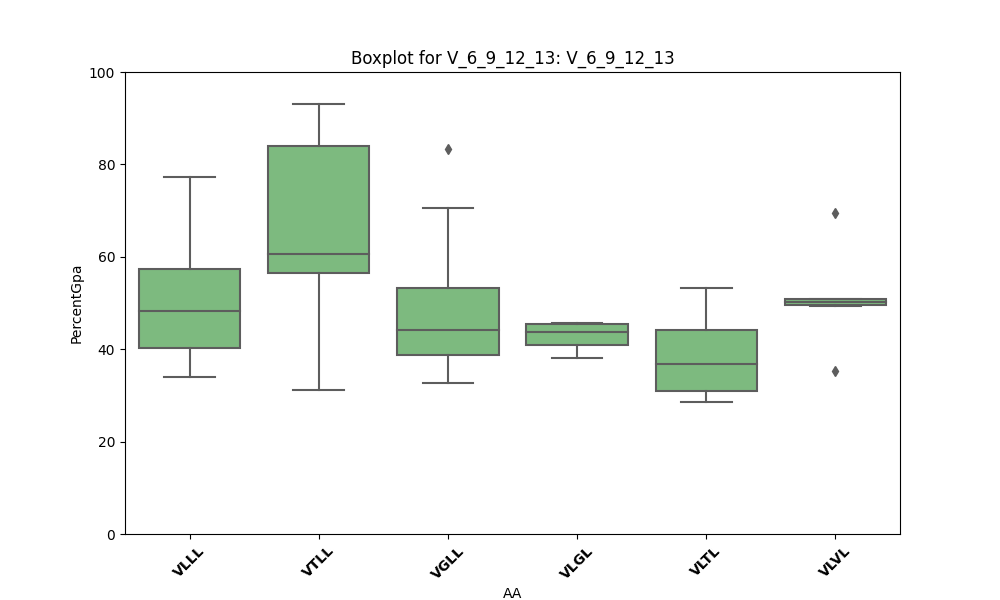 Boxplot for V_6_9_12_13: V_6_9_12_13
100
80
60
40
20
0
PercentGpa
VLLL
VTLL
VGLL
VLGL
VLTL
VLVL
AA